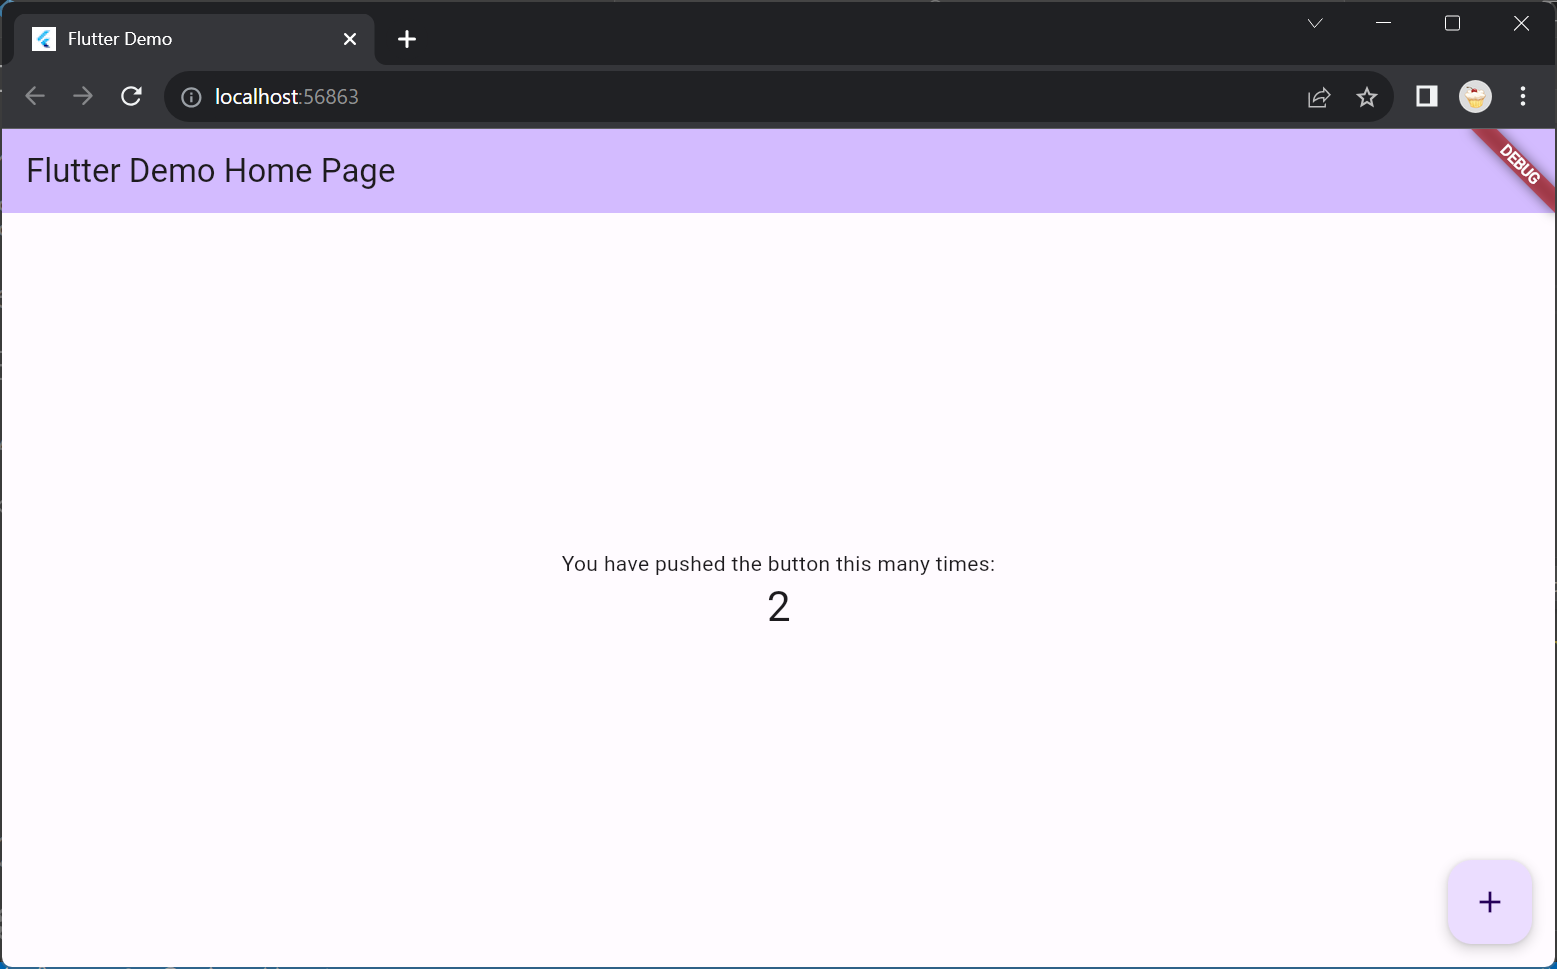 Flutter Demo
localhost:56863
Flutter Demo Home Page
DEBUG
You have pushed the button this many times:
2